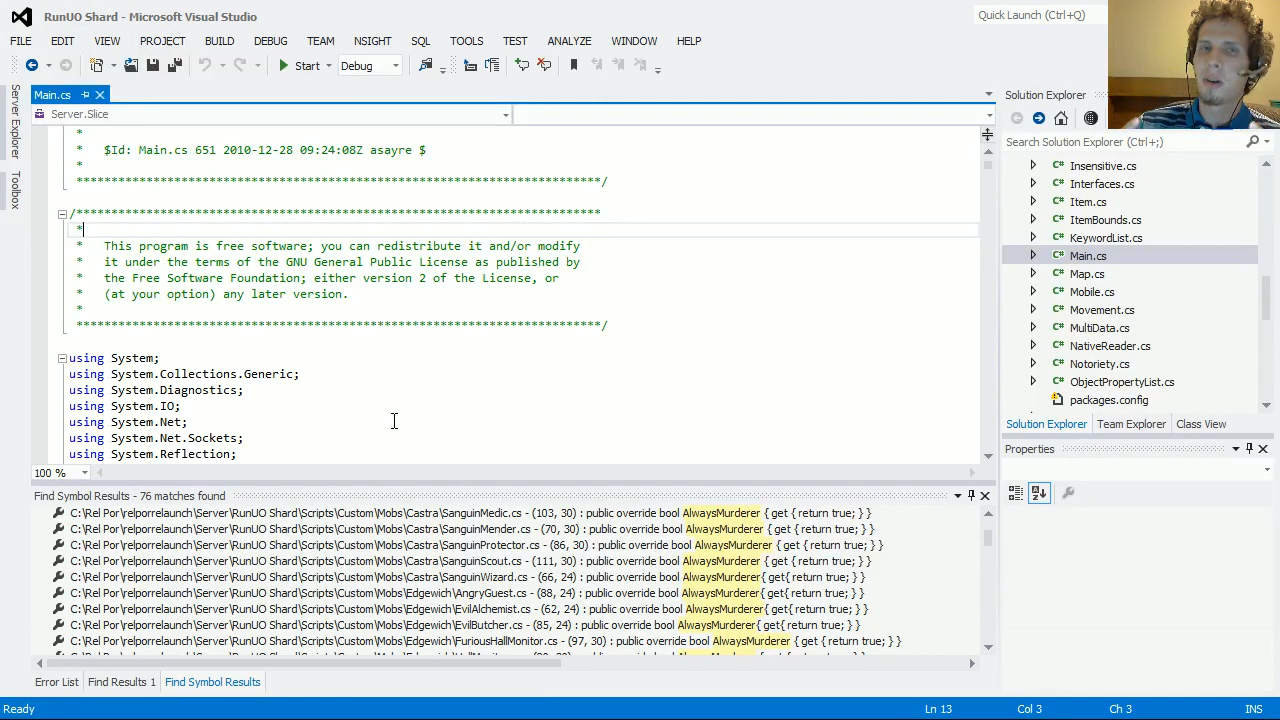 RunUO Shard - Microsoft Visual Studio
Quick Launch (Ctrl+Q)
FILE EDIT VIEW PROJECT BUILD DEBUG TEAM NSIGHT SQL TOOLS TEST ANALYZE WINDOW HELP
Start Debug
Server Explorer
Toolbox
Main.cs
Server.Slice
*
* $Id: Main.cs 651 2010-12-28 09:24:08Z asayre $
*
***************************************************************************/
/***************************************************************************
*
* This program is free software; you can redistribute it and/or modify
* it under the terms of the GNU General Public License as published by
* the Free Software Foundation; either version 2 of the License, or
* (at your option) any later version.
*
***************************************************************************/
using System;
using System.Collections.Generic;
using System.Diagnostics;
using System.IO;
using System.Net;
using System.Net.Sockets;
using System.Reflection;
100 %
Find Symbol Results - 76 matches found
C:\Rel Por\relporrelaunch\Server\RunUO Shard\Scripts\Custom\Mobs\Castra\SanguinMedic.cs - (103, 30) : public override bool AlwaysMurderer { get { return true; } }
C:\Rel Por\relporrelaunch\Server\RunUO Shard\Scripts\Custom\Mobs\Castra\SanguinMender.cs - (70, 30) : public override bool AlwaysMurderer { get { return true; } }
C:\Rel Por\relporrelaunch\Server\RunUO Shard\Scripts\Custom\Mobs\Castra\SanguinProtector.cs - (86, 30) : public override bool AlwaysMurderer { get { return true; } }
C:\Rel Por\relporrelaunch\Server\RunUO Shard\Scripts\Custom\Mobs\Castra\SanguinScout.cs - (111, 30) : public override bool AlwaysMurderer { get { return true; } }
C:\Rel Por\relporrelaunch\Server\RunUO Shard\Scripts\Custom\Mobs\Castra\SanguinWizard.cs - (66, 24) : public override bool AlwaysMurderer{ get{ return true; } }
C:\Rel Por\relporrelaunch\Server\RunUO Shard\Scripts\Custom\Mobs\Edgewich\AngryGuest.cs - (88, 24) : public override bool AlwaysMurderer{ get{ return true; } }
C:\Rel Por\relporrelaunch\Server\RunUO Shard\Scripts\Custom\Mobs\Edgewich\EvilAlchemist.cs - (62, 24) : public override bool AlwaysMurderer{ get{ return true; } }
C:\Rel Por\relporrelaunch\Server\RunUO Shard\Scripts\Custom\Mobs\Edgewich\EvilButcher.cs - (85, 24) : public override bool AlwaysMurderer{ get{ return true; } }
C:\Rel Por\relporrelaunch\Server\RunUO Shard\Scripts\Custom\Mobs\Edgewich\FuriousHallMonitor.cs - (97, 30) : public override bool AlwaysMurderer { get { return true; } }
Error List Find Results 1 Find Symbol Results
Solution Explorer
Search Solution Explorer (Ctrl+;)
Insensitive.cs
Interfaces.cs
Item.cs
ItemBounds.cs
KeywordList.cs
Main.cs
Map.cs
Mobile.cs
Movement.cs
MultiData.cs
NativeReader.cs
Notoriety.cs
ObjectPropertyList.cs
packages.config
Solution Explorer Team Explorer Class View
Properties
Ready Ln 13 Col 3 Ch 3 INS